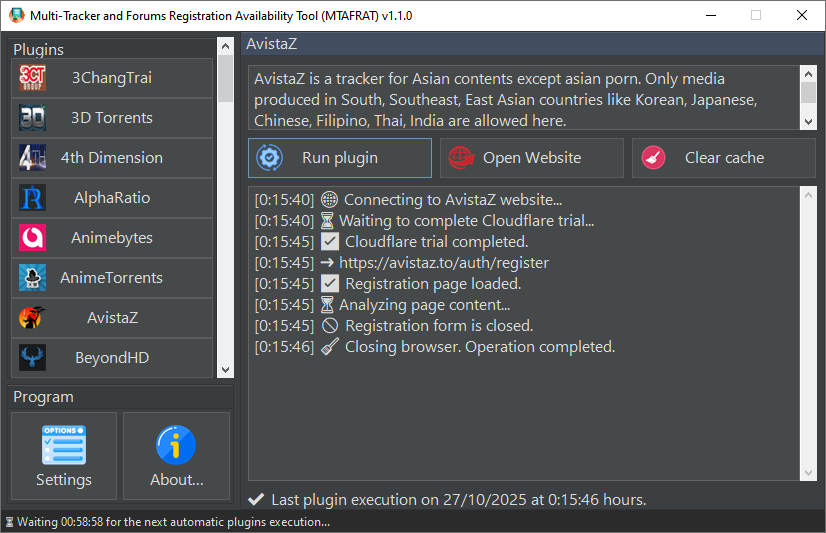 Multi-Tracker and Forums Registration Availability Tool (MTAFRAT) v1.1.0
Plugins
3CT
GROUP
3ChangTrai
3D
3D Torrents
4TH
4th Dimension
AlphaRatio
Animebytes
AnimeTorrents
AvistaZ
BeyondHD
Program
OPTIONS
Settings
About...
AvistaZ
AvistaZ is a tracker for Asian contents except asian porn. Only media
produced in South, Southeast, East Asian countries like Korean, Japanese,
Chinese, Filipino, Thai, India are allowed here.
Run plugin
Open Website
Clear cache
[0:15:40] Connecting to AvistaZ website...
[0:15:40] Waiting to complete Cloudflare trial...
[0:15:45] Cloudflare trial completed.
[0:15:45] → https://avistaz.to/auth/register
[0:15:45] Registration page loaded.
[0:15:45] Analyzing page content...
[0:15:45] Registration form is closed.
[0:15:46] Closing browser. Operation completed.
Last plugin execution on 27/10/2025 at 0:15:46 hours.
Waiting 00:58:58 for the next automatic plugins execution...